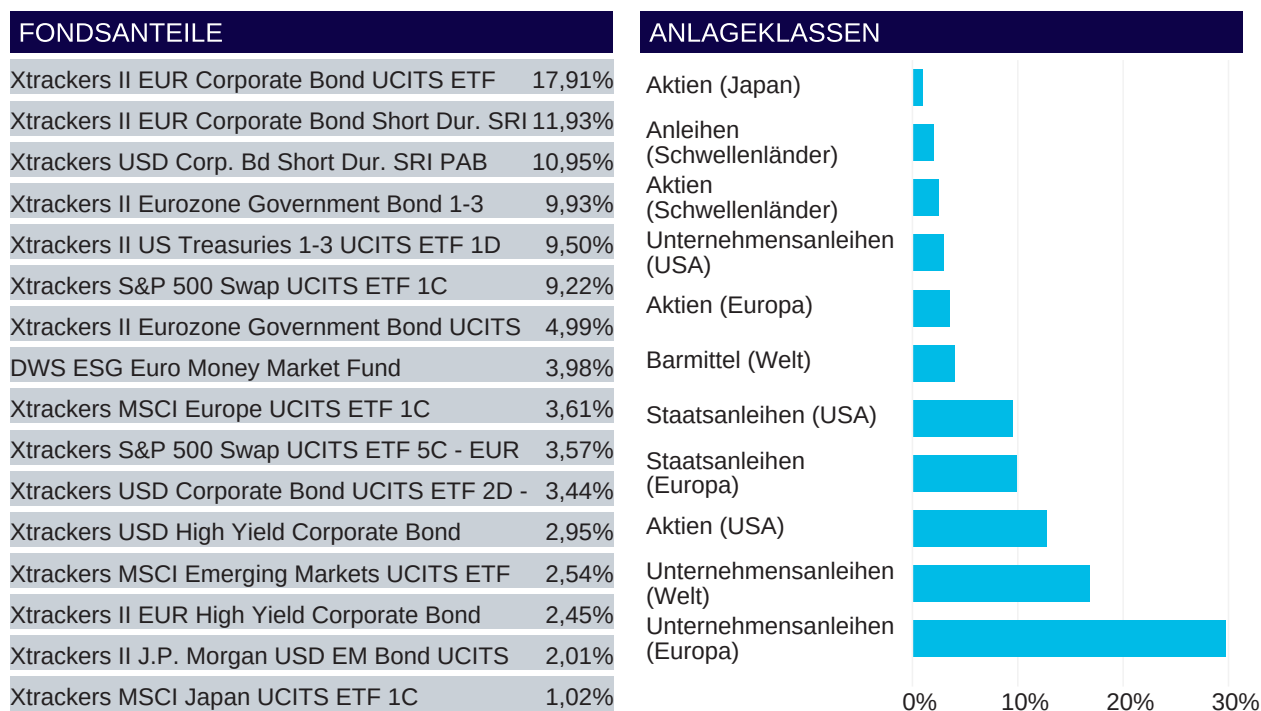 FONDSANTEILE
Xtrackers II EUR Corporate Bond UCITS ETF 17,91%
Xtrackers II EUR Corporate Bond Short Dur. SRI 11,93%
Xtrackers USD Corp. Bd Short Dur. SRI PAB 10,95%
Xtrackers II Eurozone Government Bond 1-3 9,93%
Xtrackers II US Treasuries 1-3 UCITS ETF 1D 9,50%
Xtrackers S&P 500 Swap UCITS ETF 1C 9,22%
Xtrackers II Eurozone Government Bond UCITS 4,99%
DWS ESG Euro Money Market Fund 3,98%
Xtrackers MSCI Europe UCITS ETF 1C 3,61%
Xtrackers S&P 500 Swap UCITS ETF 5C - EUR 3,57%
Xtrackers USD Corporate Bond UCITS ETF 2D - 3,44%
Xtrackers USD High Yield Corporate Bond 2,95%
Xtrackers MSCI Emerging Markets UCITS ETF 2,54%
Xtrackers II EUR High Yield Corporate Bond 2,45%
Xtrackers II J.P. Morgan USD EM Bond UCITS 2,01%
Xtrackers MSCI Japan UCITS ETF 1C 1,02%
ANLAGEKLASSEN
Aktien (Japan)
Anleihen
(Schwellenländer)
Aktien
(Schwellenländer)
Unternehmensanleihen
(USA)
Aktien (Europa)
Barmittel (Welt)
Staatsanleihen (USA)
Staatsanleihen
(Europa)
Aktien (USA)
Unternehmensanleihen
(Welt)
Unternehmensanleihen
(Europa)
0% 10% 20% 30%